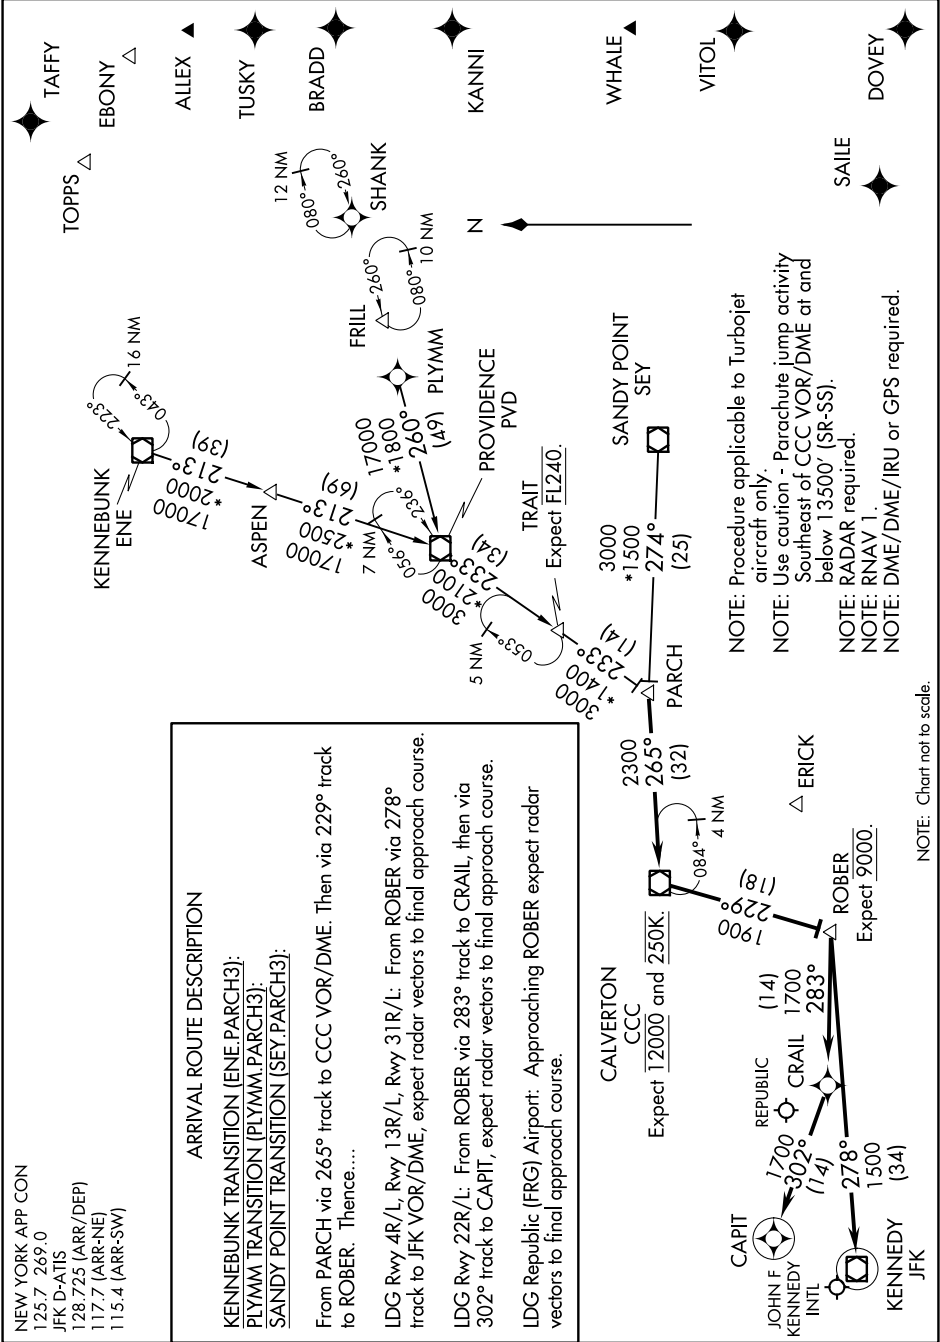 NEW YORK APP CON
125.7 269.0
JFK D-ATIS
128.725 (ARR/DEP)
117.7 (ARR-NE)
115.4 (ARR-SW)
ARRIVAL ROUTE DESCRIPTION
KENNEBUNK TRANSITION (ENE.PARCH3):
PLYMM TRANSITION (PLYMM.PARCH3):
SANDY POINT TRANSITION (SEY.PARCH3):
From PARCH via 265° track to CCC VOR/DME. Then via 229° track
to ROBER. Thence....
LDG Rwy 4R/L, Rwy 13R/L, Rwy 31R/L: From ROBER via 278°
track to JFK VOR/DME, expect radar vectors to final approach course.
LDG Rwy 22R/L: From ROBER via 283° track to CRAIL, then via
302° track to CAPIT, expect radar vectors to final approach course.
LDG Republic (FRG) Airport: Approaching ROBER expect radar
vectors to final approach course.
KENNEBUNK
ENE
223°
043°
16 NM
17000
*2000
213°
(39)
ASPEN
17000
*2500
213°
(69)
7 NM
056°
236°
TOPPS
TAFFY
EBONY
ALLEX
TUSKY
BRADD
KANNI
WHALE
VITOL
DOVEY
SAILE
12 NM
080°
260°
SHANK
FRILL
260°
080°
10 NM
PLYMM
17000
*1800
260°
(49)
PROVIDENCE
PVD
N
3000
*2100
233°
(34)
TRAIT
Expect FL240.
5 NM
053°
3000
*1400
233°
(14)
SANDY POINT
SEY
3000
*1500
274°
(25)
PARCH
2300
265°
(32)
CALVERTON
CCC
Expect 12000 and 250K.
084°
4 NM
1900
229°
(18)
ERICK
ROBER
Expect 9000.
(14)
1700
283°
REPUBLIC
CRAIL
1700
302°
(14)
278°
1500
(34)
CAPIT
JOHN F
KENNEDY
INTL
KENNEDY
JFK
NOTE: Procedure applicable to Turbojet
aircraft only.
NOTE: Use caution - Parachute jump activity
Southeast of CCC VOR/DME at and
below 13500' (SR-SS).
NOTE: RADAR required.
NOTE: RNAV 1.
NOTE: DME/DME/IRU or GPS required.
NOTE: Chart not to scale.